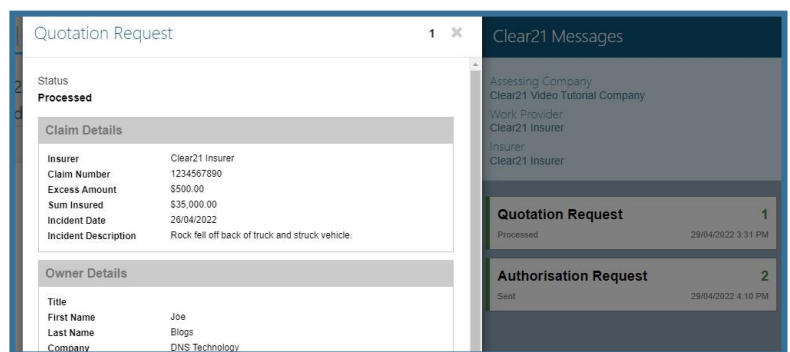 Quotation Request 1 ×
Status
Processed
Claim Details
Insurer Clear21 Insurer
Claim Number 1234567890
Excess Amount $500.00
Sum Insured $35,000.00
Incident Date 26/04/2022
Incident Description Rock fell off back of truck and struck vehicle.
Owner Details
Title
First Name Joe
Last Name Blogs
Company DNS Technology
Clear21 Messages
Assessing Company
Clear21 Video Tutorial Company
Work Provider
Clear21 Insurer
Insurer
Clear21 Insurer
Quotation Request 1
Processed 29/04/2022 3:31 PM
Authorisation Request 2
Sent 29/04/2022 4:10 PM